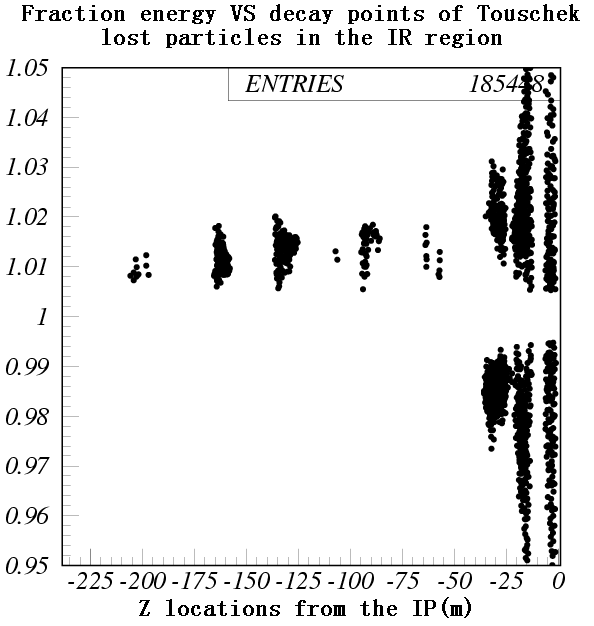 Fraction energy VS decay points of Touschek
lost particles in the IR region
ENTRIES 185448
1.05
1.04
1.03
1.02
1.01
1
0.99
0.98
0.97
0.96
0.95
-225 -200 -175 -150 -125 -100 -75 -50 -25 0
Z locations from the IP(m)